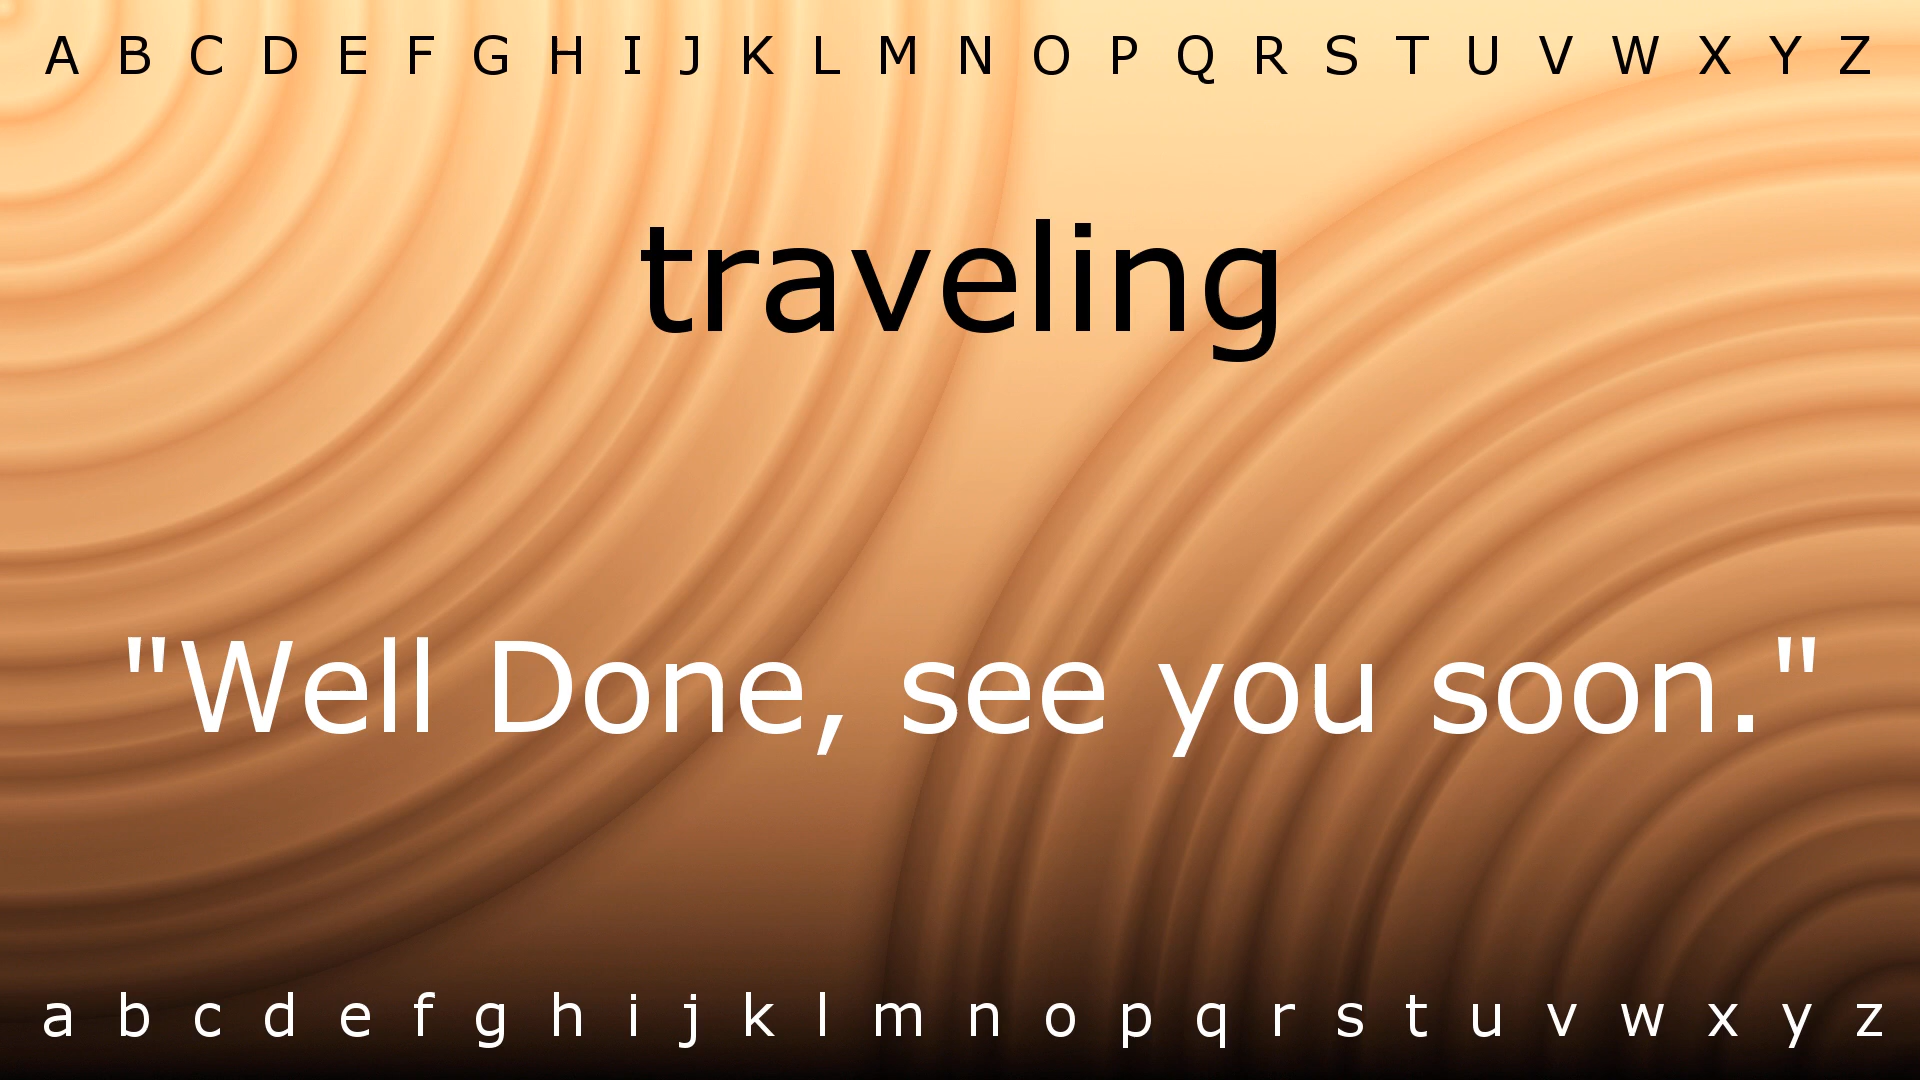 A B C D E F G H I J K L M N O P Q R S T U V W X Y Z
traveling
"Well Done, see you soon."
a b c d e f g h i j k l m n o p q r s t u v w x y z